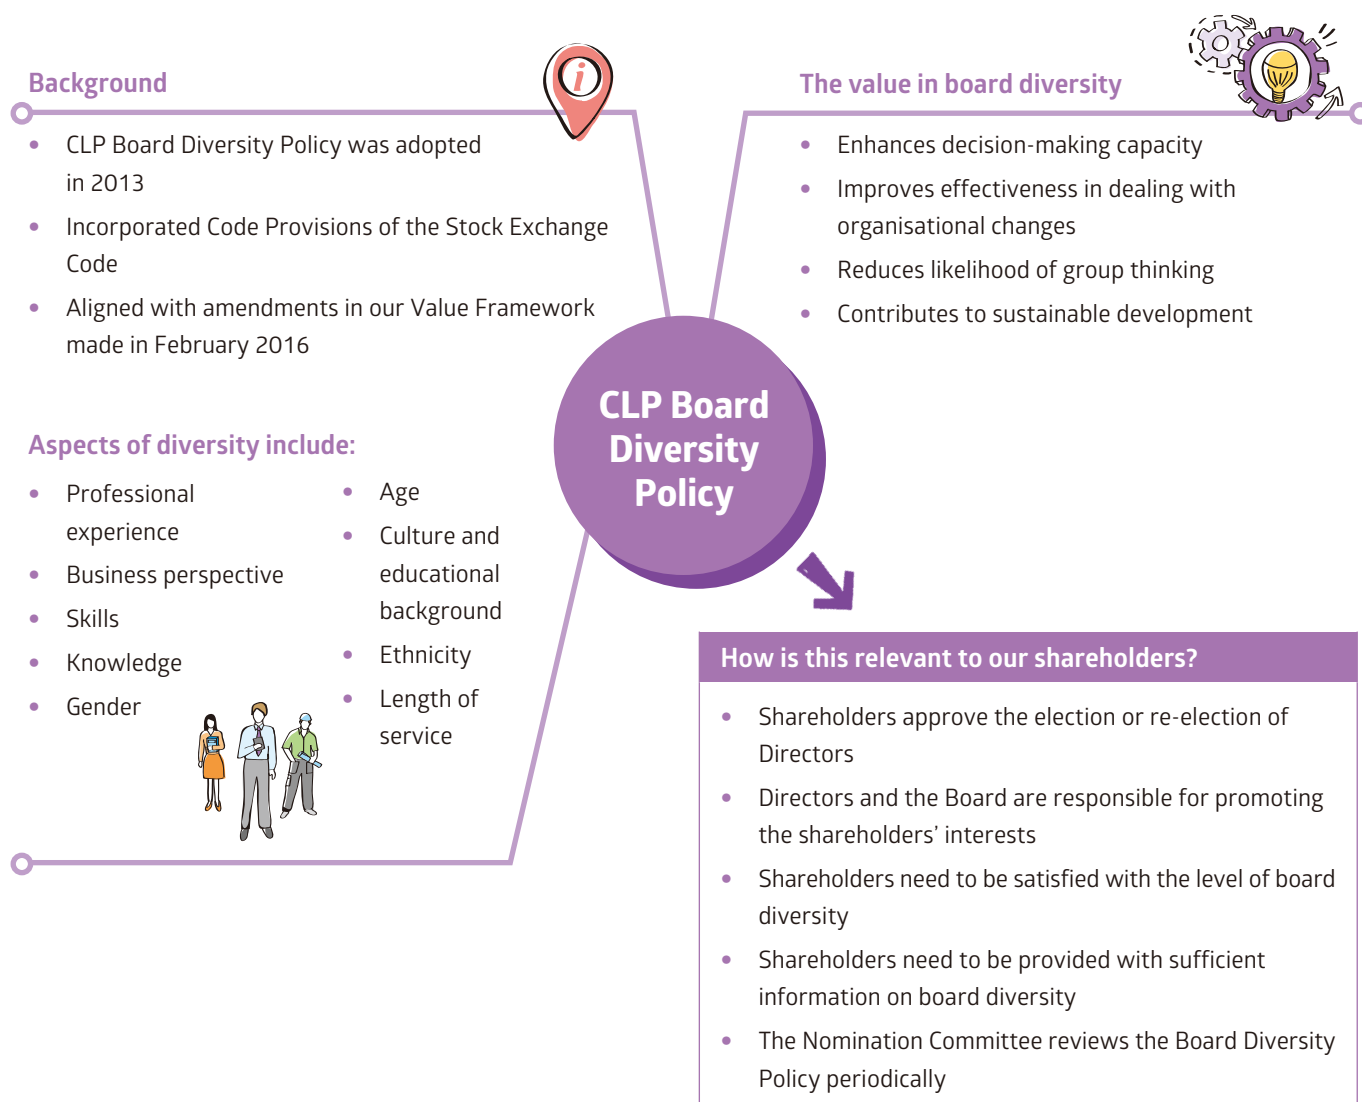 Background
• CLP Board Diversity Policy was adopted
in 2013
• Incorporated Code Provisions of the Stock Exchange
Code
• Aligned with amendments in our Value Framework
made in February 2016
The value in board diversity
• Enhances decision-making capacity
• Improves effectiveness in dealing with
organisational changes
• Reduces likelihood of group thinking
• Contributes to sustainable development
CLP Board
Diversity
Policy
Aspects of diversity include:
• Professional
experience
• Business perspective
• Skills
• Knowledge
• Gender
• Age
• Culture and
educational
background
• Ethnicity
• Length of
service
How is this relevant to our shareholders?
• Shareholders approve the election or re-election of
Directors
• Directors and the Board are responsible for promoting
the shareholders’ interests
• Shareholders need to be satisfied with the level of board
diversity
• Shareholders need to be provided with sufficient
information on board diversity
• The Nomination Committee reviews the Board Diversity
Policy periodically